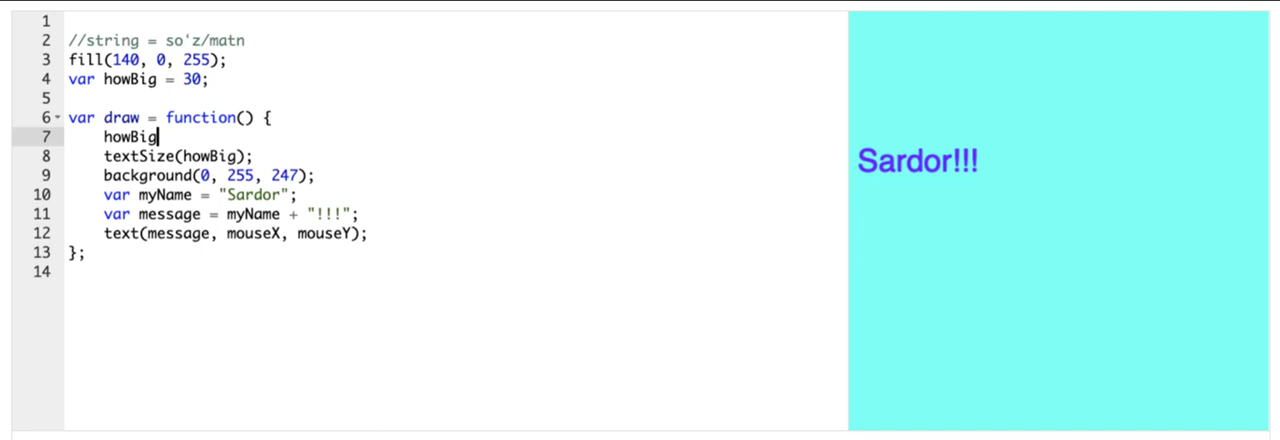 1
2 //string = so'z/matn
3 fill(140, 0, 255);
4 var howBig = 30;
5
6 var draw = function() {
7 howBig
8 textSize(howBig);
9 background(0, 255, 247);
10 var myName = "Sardor";
11 var message = myName + "!!!";
12 text(message, mouseX, mouseY);
13 };
14
Sardor!!!